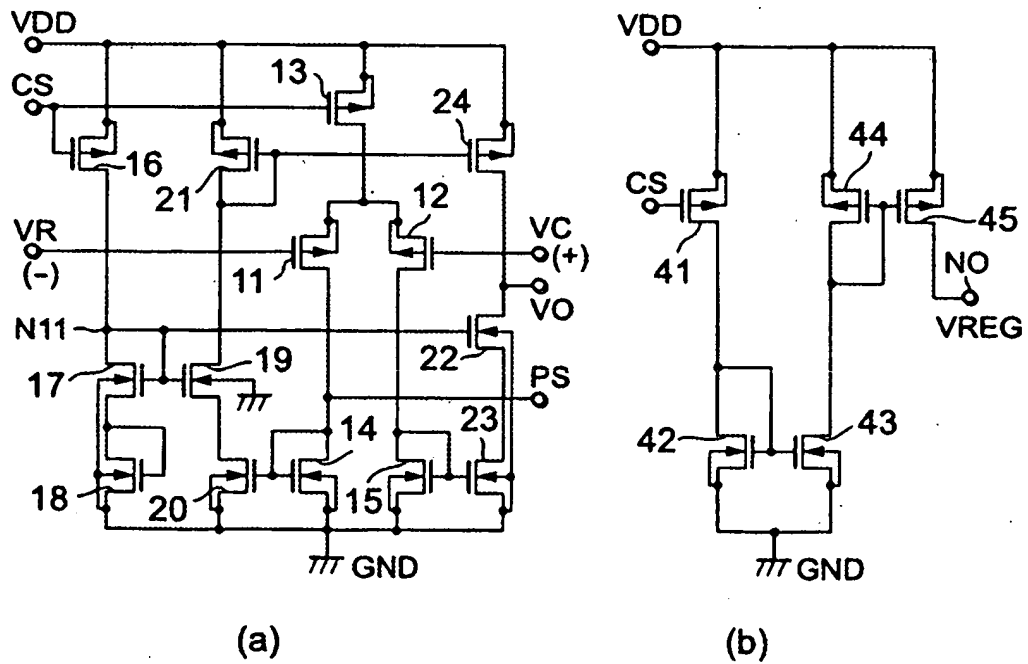 VDD
CS
13
24
16
21
12
VR
(−)
11
VC
(+)
VO
N11
22
17
19
PS
14
23
18
20
15
GND
(a)
VDD
44
CS
41
45
NO
VREG
42
43
GND
(b)